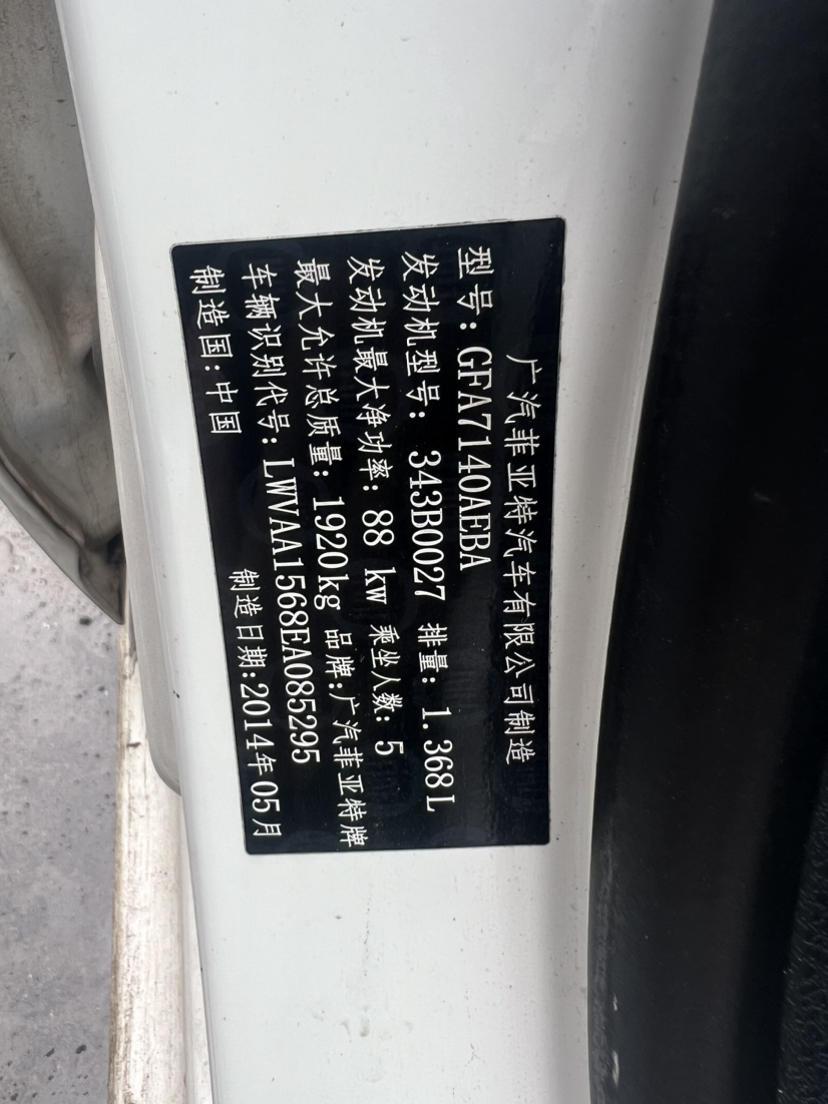 广汽菲亚特汽车有限公司制造
型号:GFA7140AEBA
发动机型号: 343B0027 排量: 1.368L
发动机最大净功率: 88 kw 乘坐人数: 5
最大允许总质量: 1920kg 品牌:广汽菲亚特牌
车辆识别代号: LWVAA1568EA085295
制造国:中国 制造日期:2014年05月